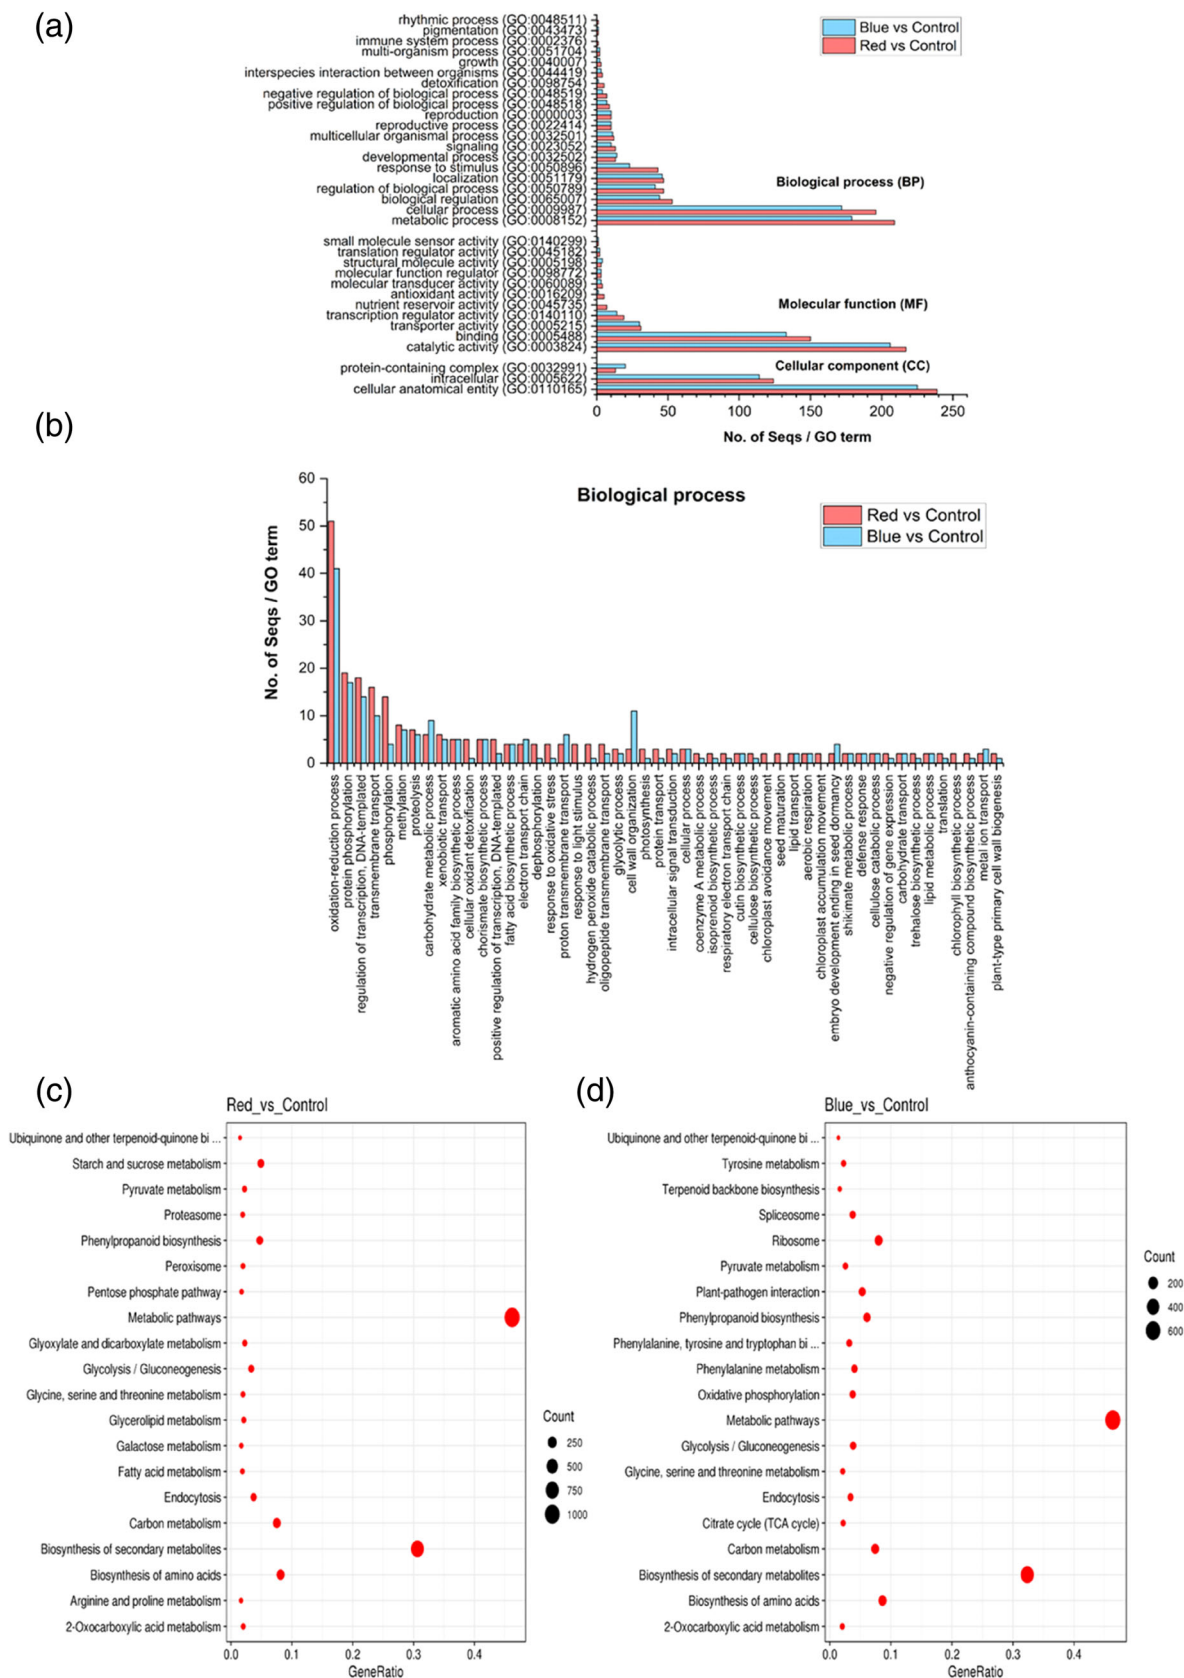 (a)
Blue vs Control
Red vs Control
rhythmic process (GO:0048511)
pigmentation (GO:0043473)
immune system process (GO:0002376)
multi-organism process (GO:0051704)
growth (GO:0040007)
interspecies interaction between organisms (GO:0044419)
detoxification (GO:0098754)
negative regulation of biological process (GO:0048519)
positive regulation of biological process (GO:0048518)
reproduction (GO:0000003)
reproductive process (GO:0022414)
multicellular organismal process (GO:0032501)
signaling (GO:0023052)
developmental process (GO:0032502)
response to stimulus (GO:0050896)
localization (GO:0051179)
regulation of biological process (GO:0050789)
biological regulation (GO:0065007)
cellular process (GO:0009987)
metabolic process (GO:0008152)
Biological process (BP)
small molecule sensor activity (GO:0140299)
translation regulator activity (GO:0045182)
structural molecule activity (GO:0005198)
molecular function regulator (GO:0098772)
molecular transducer activity (GO:0060089)
antioxidant activity (GO:0016209)
nutrient reservoir activity (GO:0045735)
transcription regulator activity (GO:0140110)
transporter activity (GO:0005215)
binding (GO:0005488)
catalytic activity (GO:0003824)
Molecular function (MF)
Cellular component (CC)
protein-containing complex (GO:0032991)
intracellular (GO:0005622)
cellular anatomical entity (GO:0110165)
0 50 100 150 200 250
No. of Seqs / GO term
(b)
Biological process
Red vs Control
Blue vs Control
No. of Seqs / GO term
60
50
40
30
20
10
0
oxidation-reduction process
protein phosphorylation
regulation of transcription, DNA-templated
transmembrane transport
phosphorylation
methylation
proteolysis
carbohydrate metabolic process
xenobiotic transport
aromatic amino acid family biosynthetic process
cellular oxidant detoxification
chorismate biosynthetic process
positive regulation of transcription, DNA-templated
fatty acid biosynthetic process
electron transport chain
dephosphorylation
response to oxidative stress
proton transmembrane transport
response to light stimulus
hydrogen peroxide catabolic process
oligopeptide transmembrane transport
glycolytic process
cell wall organization
photosynthesis
protein transport
intracellular signal transduction
cellular process
coenzyme A metabolic process
isoprenoid biosynthetic process
respiratory electron transport chain
cutin biosynthetic process
cellulose biosynthetic process
chloroplast avoidance movement
seed maturation
lipid transport
aerobic respiration
chloroplast accumulation movement
embryo development ending in seed dormancy
shikimate metabolic process
defense response
cellulose catabolic process
negative regulation of gene expression
carbohydrate transport
trehalose biosynthetic process
lipid metabolic process
translation
chlorophyll biosynthetic process
anthocyanin-containing compound biosynthetic process
metal ion transport
plant-type primary cell wall biogenesis
(c)
Red_vs_Control
Ubiquinone and other terpenoid-quinone bi ...
Starch and sucrose metabolism
Pyruvate metabolism
Proteasome
Phenylpropanoid biosynthesis
Peroxisome
Pentose phosphate pathway
Metabolic pathways
Glyoxylate and dicarboxylate metabolism
Glycolysis / Gluconeogenesis
Glycine, serine and threonine metabolism
Glycerolipid metabolism
Galactose metabolism
Fatty acid metabolism
Endocytosis
Carbon metabolism
Biosynthesis of secondary metabolites
Biosynthesis of amino acids
Arginine and proline metabolism
2-Oxocarboxylic acid metabolism
0.0 0.1 0.2 0.3 0.4
GeneRatio
Count
250
500
750
1000
(d)
Blue_vs_Control
Ubiquinone and other terpenoid-quinone bi ...
Tyrosine metabolism
Terpenoid backbone biosynthesis
Spliceosome
Ribosome
Pyruvate metabolism
Plant-pathogen interaction
Phenylpropanoid biosynthesis
Phenylalanine, tyrosine and tryptophan bi ...
Phenylalanine metabolism
Oxidative phosphorylation
Metabolic pathways
Glycolysis / Gluconeogenesis
Glycine, serine and threonine metabolism
Endocytosis
Citrate cycle (TCA cycle)
Carbon metabolism
Biosynthesis of secondary metabolites
Biosynthesis of amino acids
2-Oxocarboxylic acid metabolism
0.0 0.1 0.2 0.3 0.4
GeneRatio
Count
200
400
600